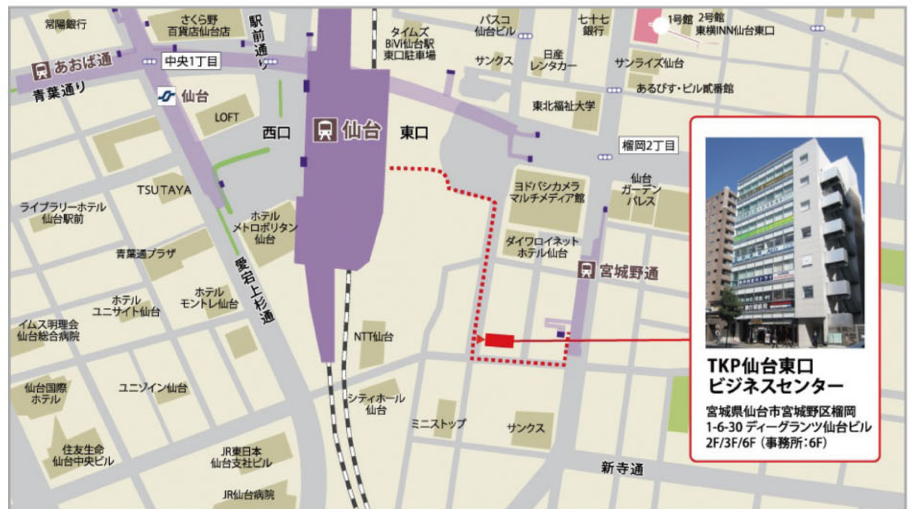 常陽銀行
さくら野
百貨店仙台店
駅前通り
タイムズ
BiVi仙台駅
東口駐車場
パスコ
仙台ビル
七十七
銀行
1号館
2号館
東横INN仙台東口
あおば通
中央1丁目
サンクス
日産
レンタカー
サンライズ仙台
青葉通り
仙台
あるびす・ビル貳番館
LOFT
東北福祉大学
西口
仙台
東口
榴岡2丁目
TSUTAYA
ヨドバシカメラ
マルチメディア館
仙台
ガーデン
パレス
ライブラリーホテル
仙台駅前
ホテル
メトロポリタン
仙台
青葉通プラザ
ダイワロイネット
ホテル仙台
宮城野通
愛宕上杉通
ホテル
ユニサイト仙台
ホテル
モントレ仙台
イムス明理会
仙台総合病院
NTT仙台
仙台国際
ホテル
ユニゾイン仙台
シティホール
仙台
ミニストップ
サンクス
住友生命
仙台中央ビル
JR東日本
仙台支社ビル
新寺通
JR仙台病院
TKP仙台東口
ビジネスセンター
宮城県仙台市宮城野区榴岡
1-6-30 ディーグランツ仙台ビル
2F/3F/6F（事務所:6F）